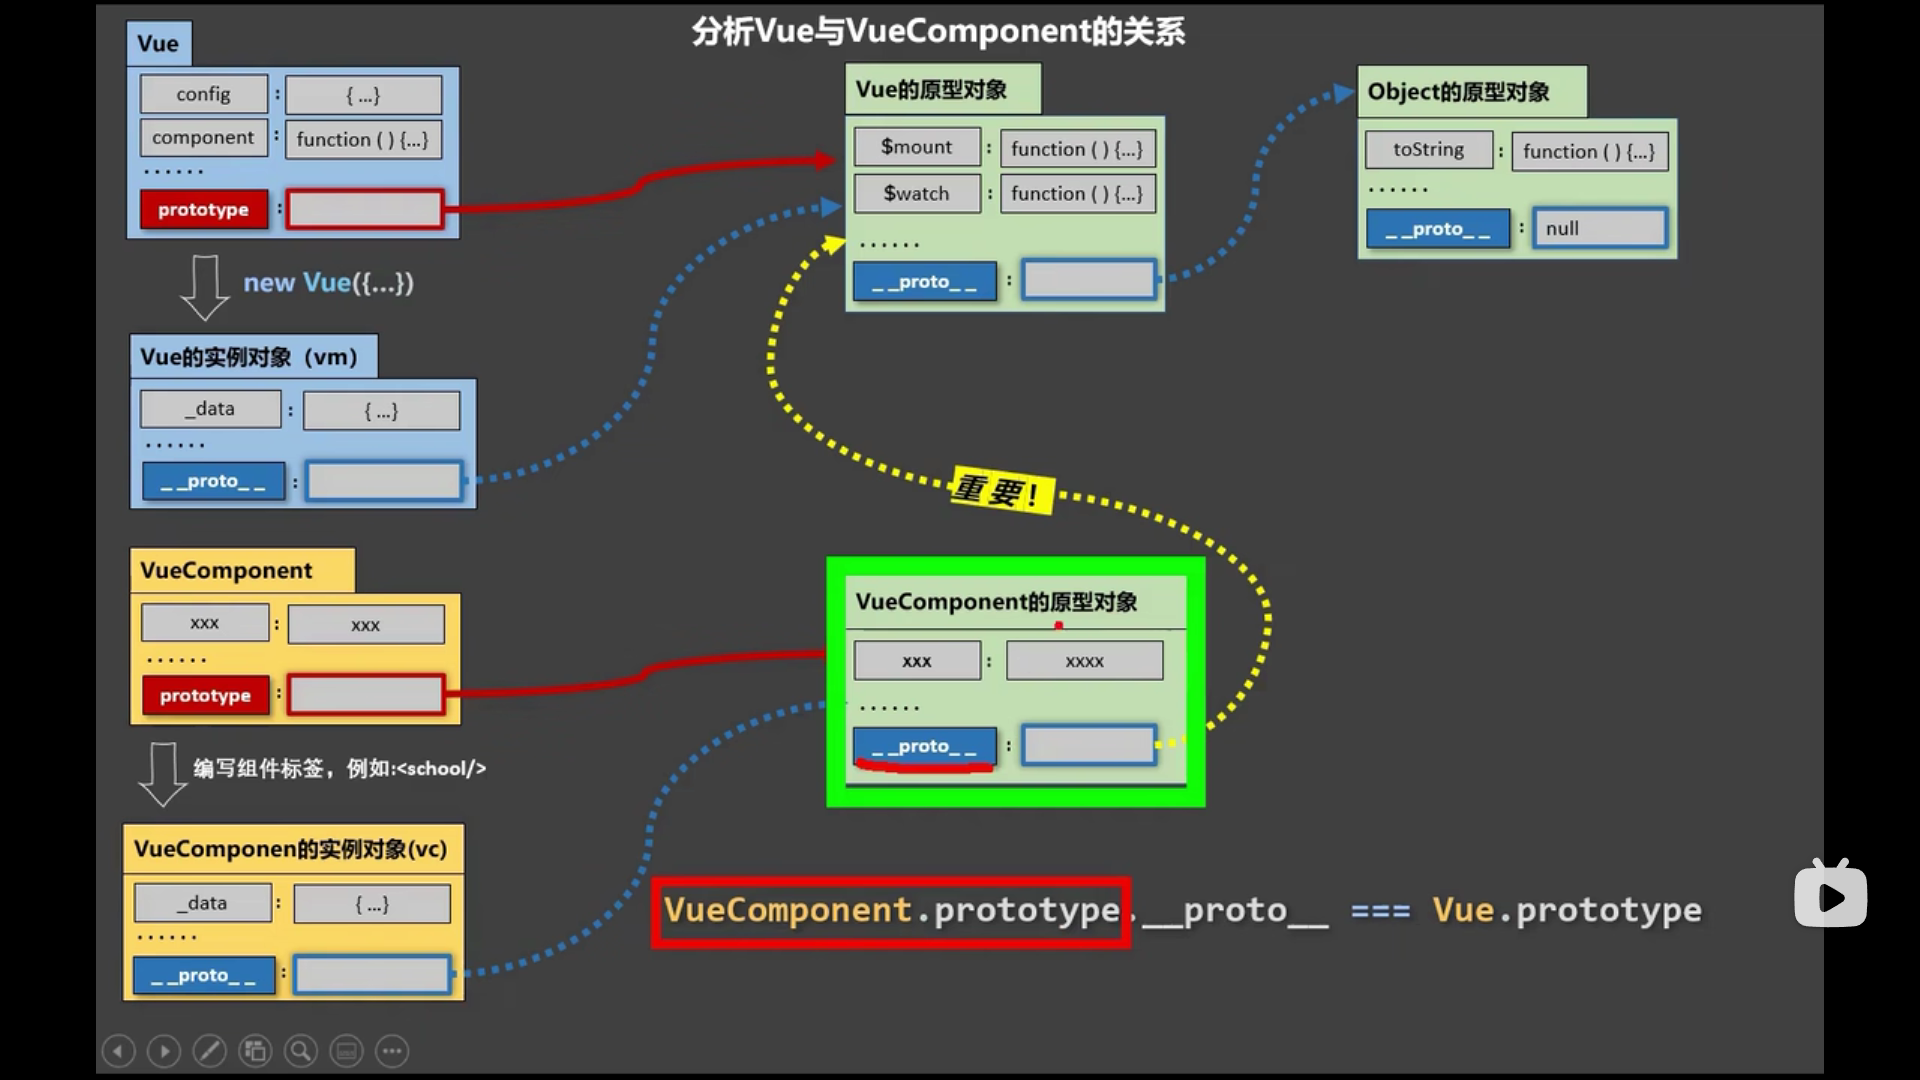 分析Vue与VueComponent的关系
Vue
config : { ...}
component : function ( ) {...}
······
prototype :
new Vue({...})
Vue的实例对象（vm）
_data : { ...}
······
_ _proto_ _ :
VueComponent
xxx : xxx
······
prototype :
编写组件标签，例如:<school/>
VueComponen的实例对象(vc)
_data : { ...}
······
_ _proto_ _ :
Vue的原型对象
$mount : function ( ) {...}
$watch : function ( ) {...}
······
_ _proto_ _ :
Object的原型对象
toString : function ( ) {...}
······
_ _proto_ _ : null
重要！
VueComponent的原型对象
xxx : xxxx
······
_ _proto_ _ :
VueComponent.prototype.__proto__ === Vue.prototype